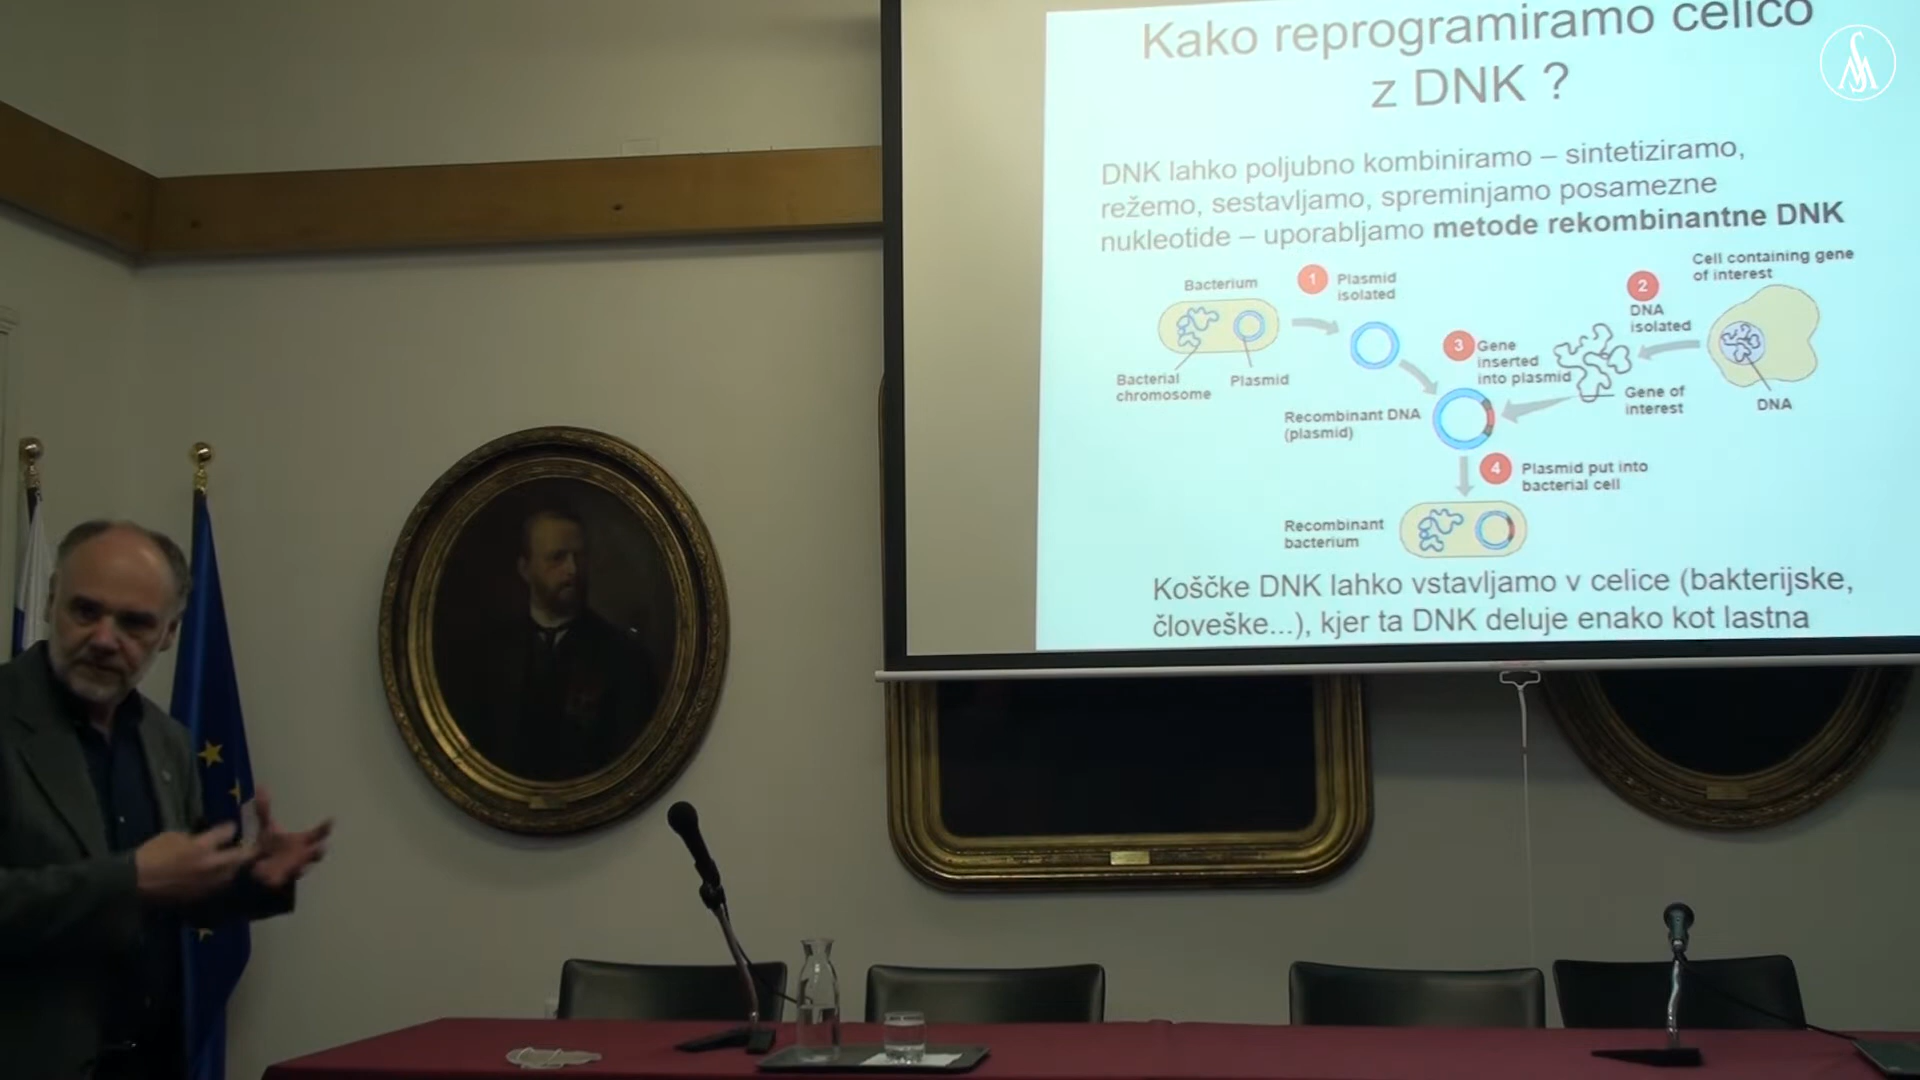 Kako reprogramiramo celico
z DNK ?
DNK lahko poljubno kombiniramo – sintetiziramo,
režemo, sestavljamo, spreminjamo posamezne
nukleotide – uporabljamo metode rekombinantne DNK
Bacterium
1
Plasmid
isolated
2
DNA
isolated
Cell containing gene
of interest
Bacterial
chromosome
Plasmid
3
Gene
inserted
into plasmid
Gene of
interest
DNA
Recombinant DNA
(plasmid)
4
Plasmid put into
bacterial cell
Recombinant
bacterium
Koščke DNK lahko vstavljamo v celice (bakterijske,
človeške...), kjer ta DNK deluje enako kot lastna